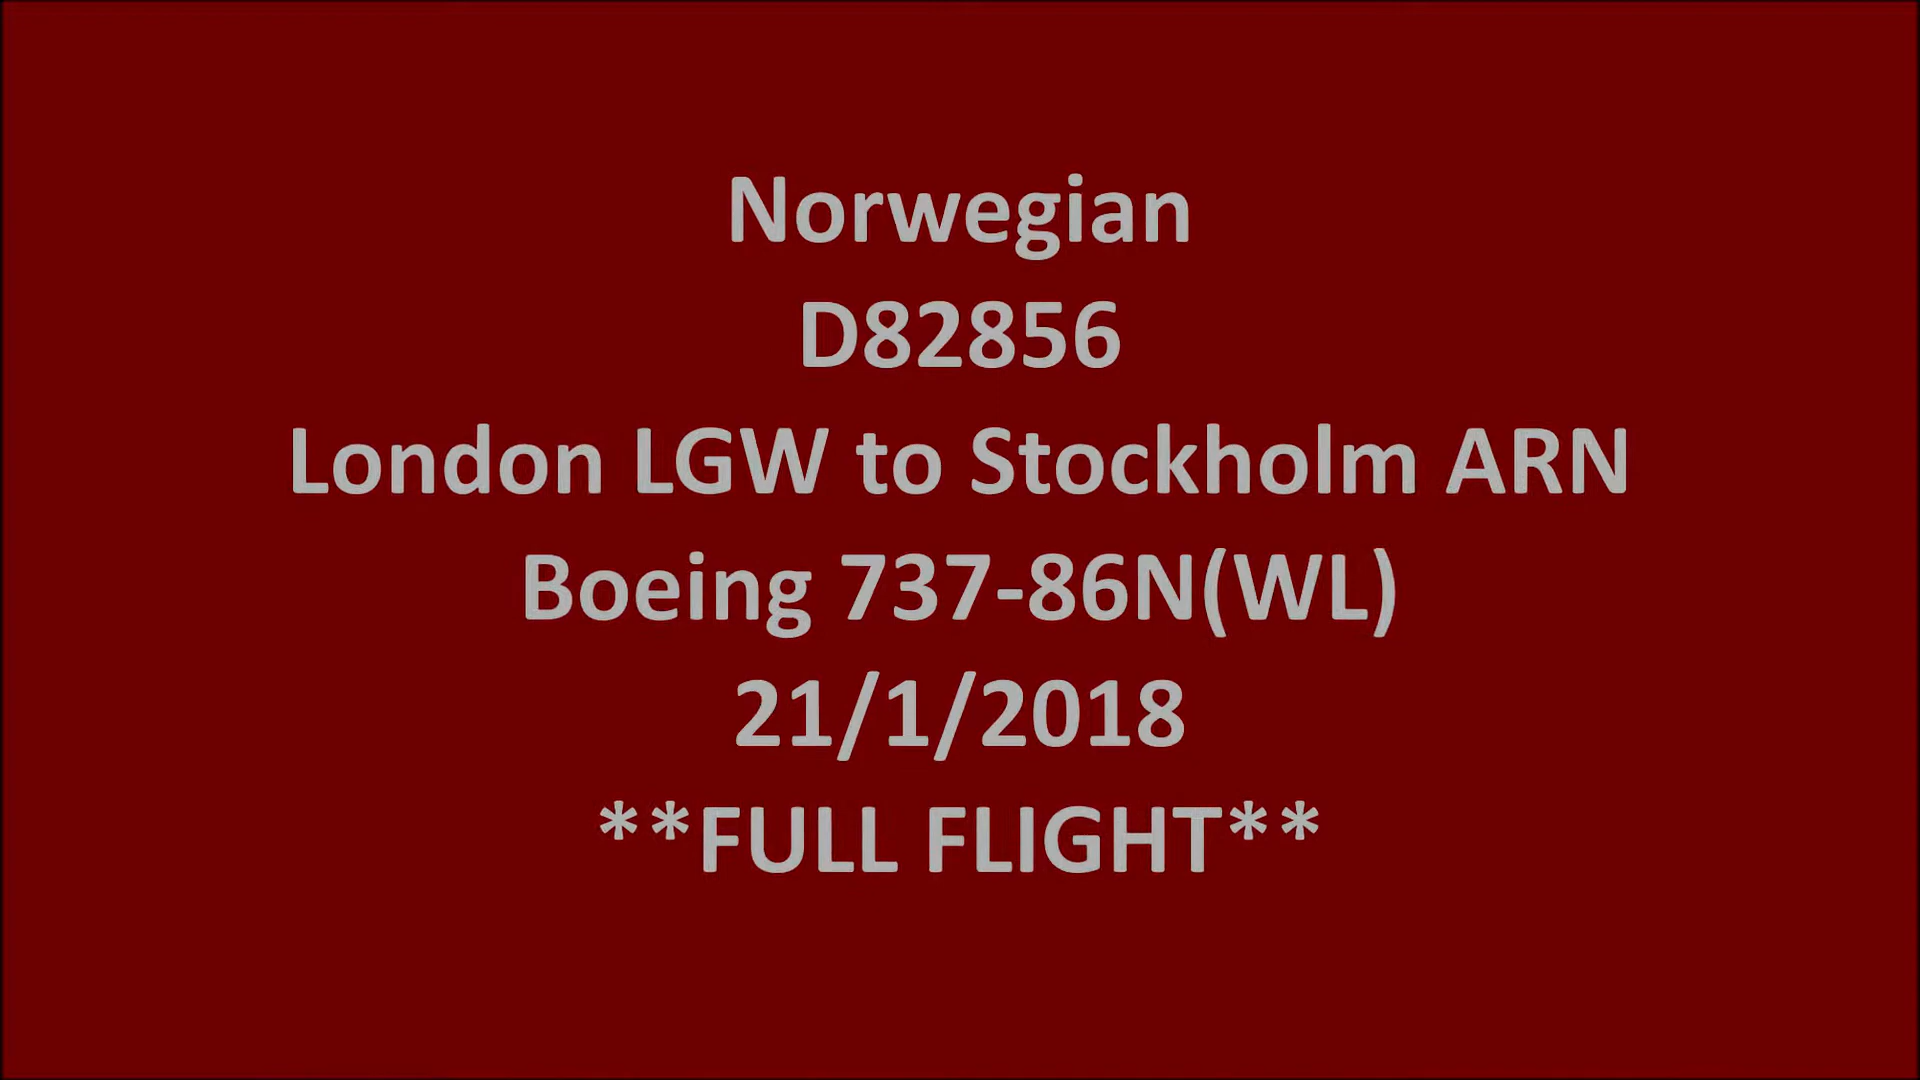 Norwegian
D82856
London LGW to Stockholm ARN
Boeing 737-86N(WL)
21/1/2018
**FULL FLIGHT**